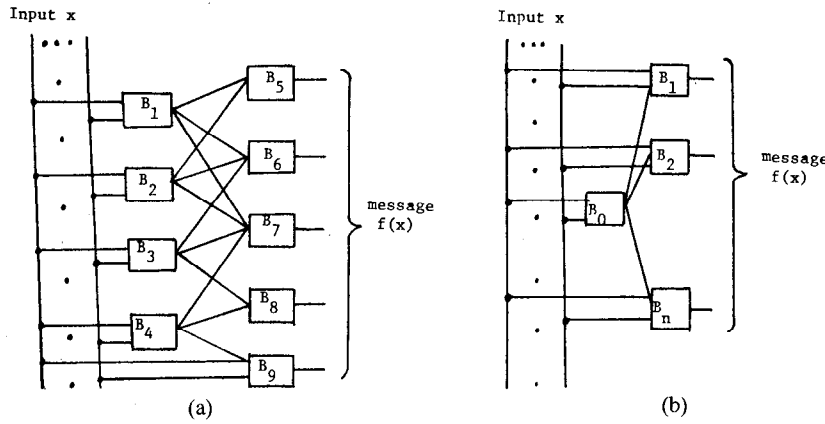 Input x
...
B1
B2
B3
B4
B5
B6
B7
B8
B9
message
f(x)
(a)
Input x
...
B1
B2
B0
Bn
message
f(x)
(b)